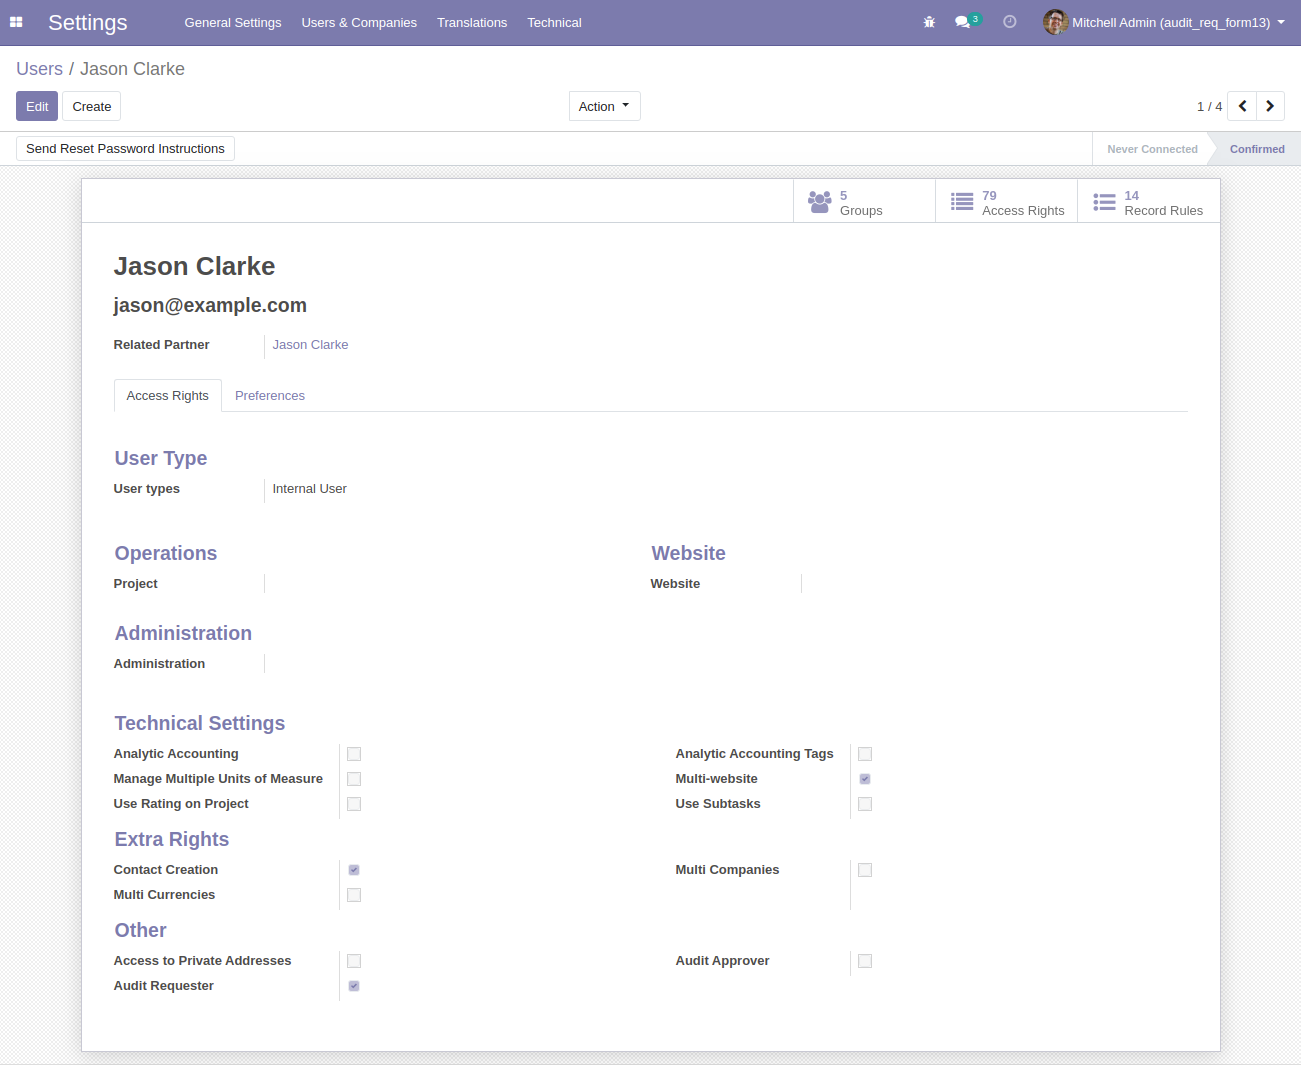 Settings General Settings Users & Companies Translations Technical 3 Mitchell Admin (audit_req_form13)
Users / Jason Clarke
Edit Create Action 1 / 4
Send Reset Password Instructions Never Connected Confirmed
5 79 14
Groups Access Rights Record Rules
Jason Clarke
jason@example.com
Related Partner Jason Clarke
Access Rights Preferences
User Type
User types Internal User
Operations Website
Project Website
Administration
Administration
Technical Settings
Analytic Accounting Analytic Accounting Tags
Manage Multiple Units of Measure Multi-website
Use Rating on Project Use Subtasks
Extra Rights
Contact Creation Multi Companies
Multi Currencies
Other
Access to Private Addresses Audit Approver
Audit Requester